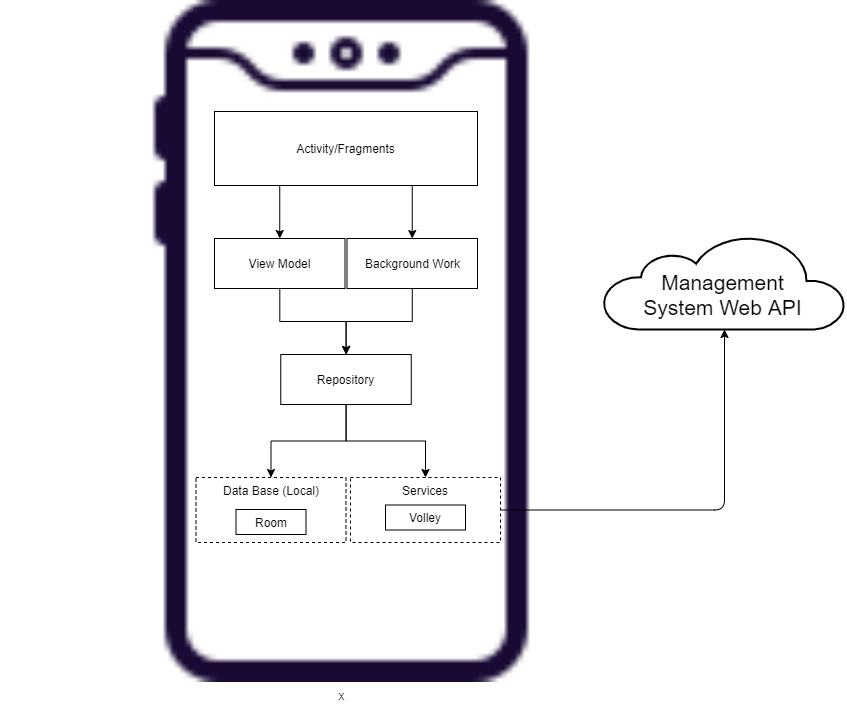 Activity/Fragments
View Model
Background Work
Management
System Web API
Repository
Data Base (Local)
Services
Room
Volley
x